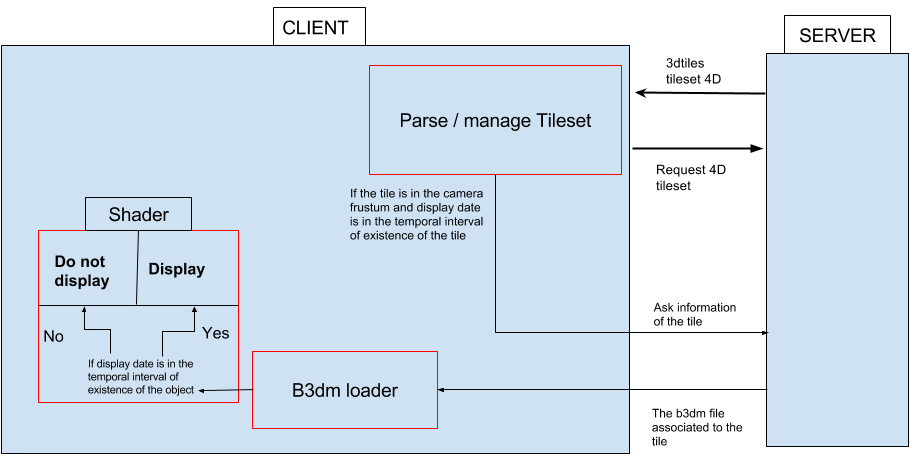 CLIENT
SERVER
3dtiles
tileset 4D
Parse / manage Tileset
Request 4D
tileset
If the tile is in the camera
frustum and display date
is in the temporal interval
of existence of the tile
Shader
Do not
display
Display
Ask information
of the tile
No
Yes
If display date is in the
temporal interval of
existence of the object
B3dm loader
The b3dm file
associated to the
tile